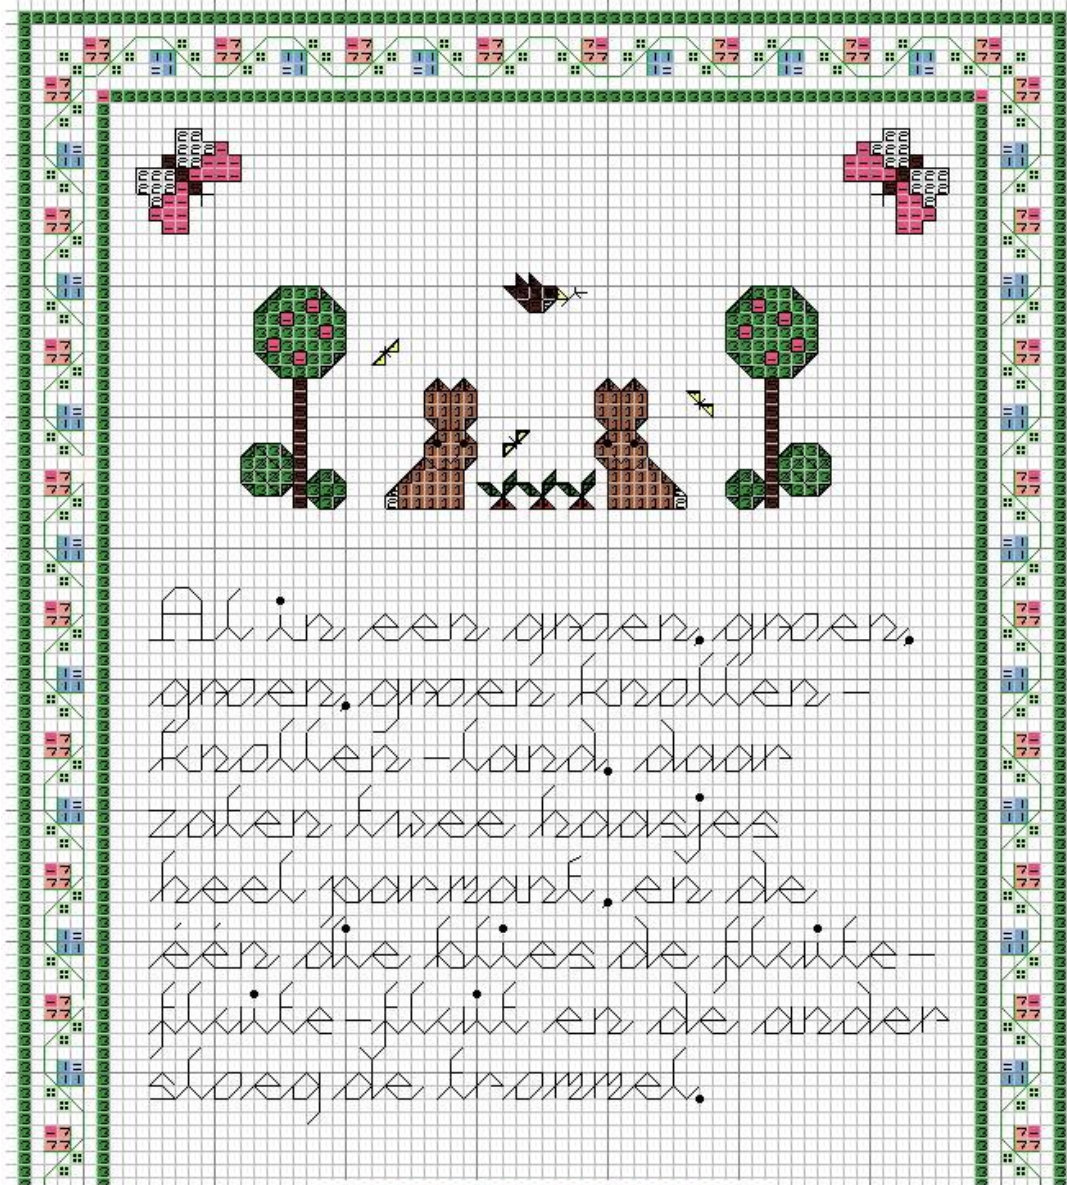 Al in een groen, groen,
groen, groen knollen-
knollen-land, daar
zaten twee haasjes
heel parmant, en de
één die blies de fluite-
fluite-fluit en de ander
sloeg de trommel.